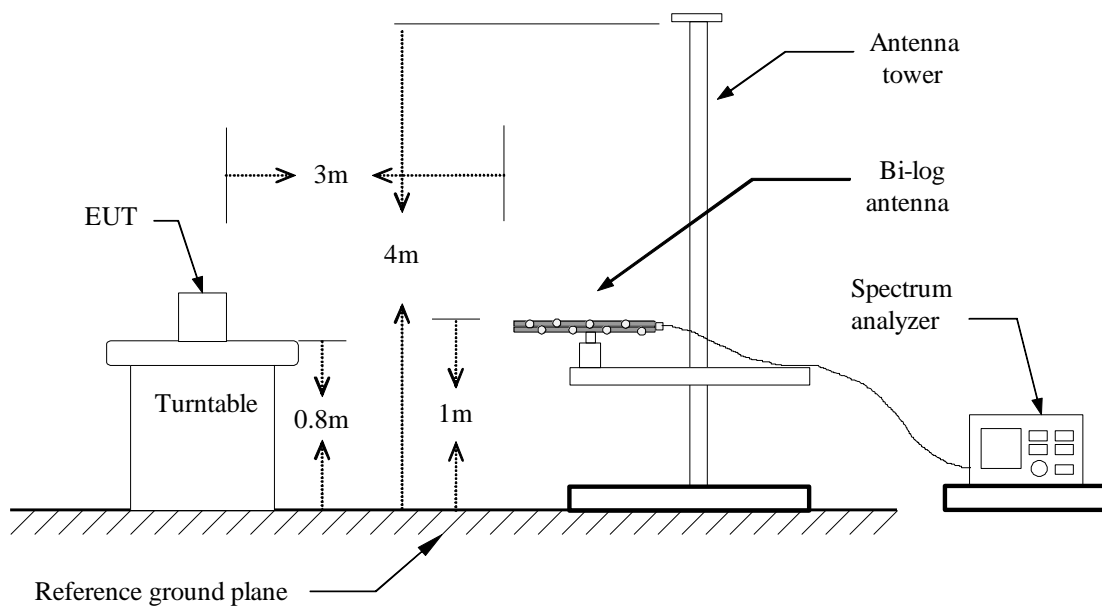 Antenna
tower
3m
Bi-log
antenna
EUT
4m
Spectrum
analyzer
Turntable
0.8m
1m
Reference ground plane